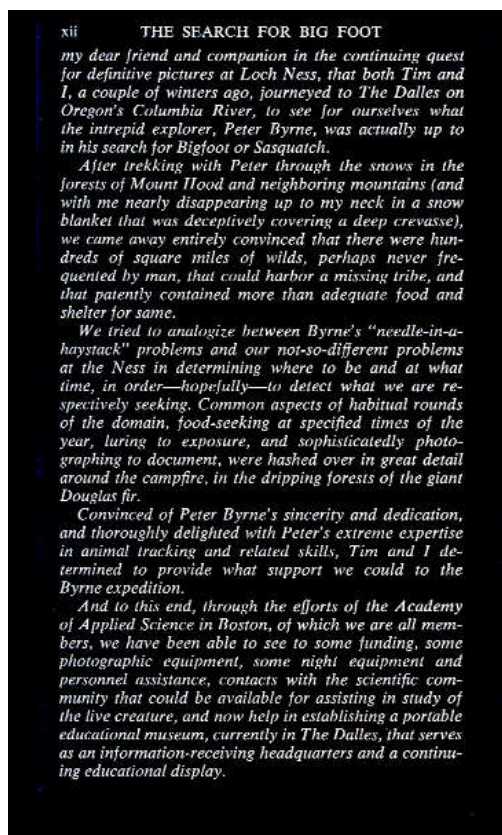 xii THE SEARCH FOR BIG FOOT
my dear friend and companion in the continuing quest
for definitive pictures at Loch Ness, that both Tim and
I, a couple of winters ago, journeyed to The Dalles on
Oregon's Columbia River, to see for ourselves what
the intrepid explorer, Peter Byrne, was actually up to
in his search for Bigfoot or Sasquatch.
After trekking with Peter through the snows in the
forests of Mount Hood and neighboring mountains (and
with me nearly disappearing up to my neck in a snow
blanket that was deceptively covering a deep crevasse),
we came away entirely convinced that there were hun-
dreds of square miles of wilds, perhaps never fre-
quented by man, that could harbor a missing tribe, and
that patently contained more than adequate food and
shelter for same.
We tried to analogize between Byrne's "needle-in-a-
haystack" problems and our not-so-different problems
at the Ness in determining where to be and at what
time, in order—hopefully—to detect what we are re-
spectively seeking. Common aspects of habitual rounds
of the domain, food-seeking at specified times of the
year, luring to exposure, and sophisticatedly photo-
graphing to document, were hashed over in great detail
around the campfire, in the dripping forests of the giant
Douglas fir.
Convinced of Peter Byrne's sincerity and dedication,
and thoroughly delighted with Peter's extreme expertise
in animal tracking and related skills, Tim and I de-
termined to provide what support we could to the
Byrne expedition.
And to this end, through the efforts of the Academy
of Applied Science in Boston, of which we are all mem-
bers, we have been able to see to some funding, some
photographic equipment, some night equipment and
personnel assistance, contacts with the scientific com-
munity that could be available for assisting in study of
the live creature, and now help in establishing a portable
educational museum, currently in The Dalles, that serves
as an information-receiving headquarters and a continu-
ing educational display.